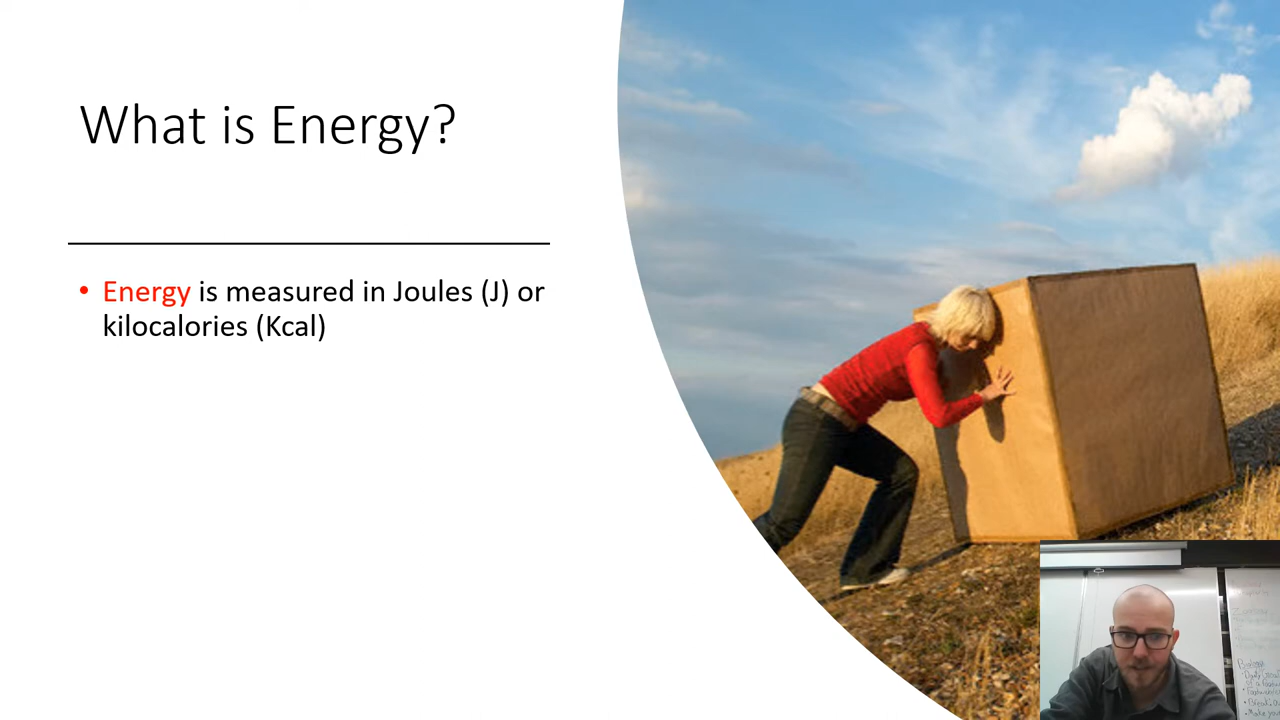 What is Energy?
• Energy is measured in Joules (J) or
kilocalories (Kcal)